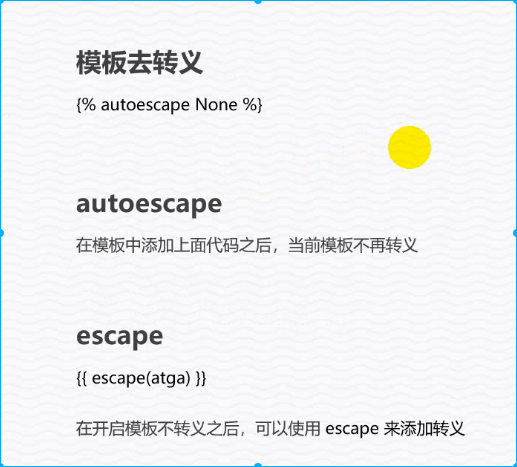 模板去转义
{% autoescape None %}
autoescape
在模板中添加上面代码之后，当前模板不再转义
escape
{{ escape(atga) }}
在开启模板不转义之后，可以使用 escape 来添加转义